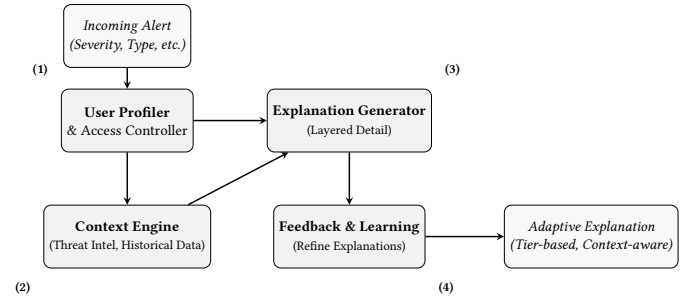 Incoming Alert
(Severity, Type, etc.)
(1)
(3)
User Profiler
& Access Controller
Explanation Generator
(Layered Detail)
Context Engine
(Threat Intel, Historical Data)
Feedback & Learning
(Refine Explanations)
Adaptive Explanation
(Tier-based, Context-aware)
(2)
(4)